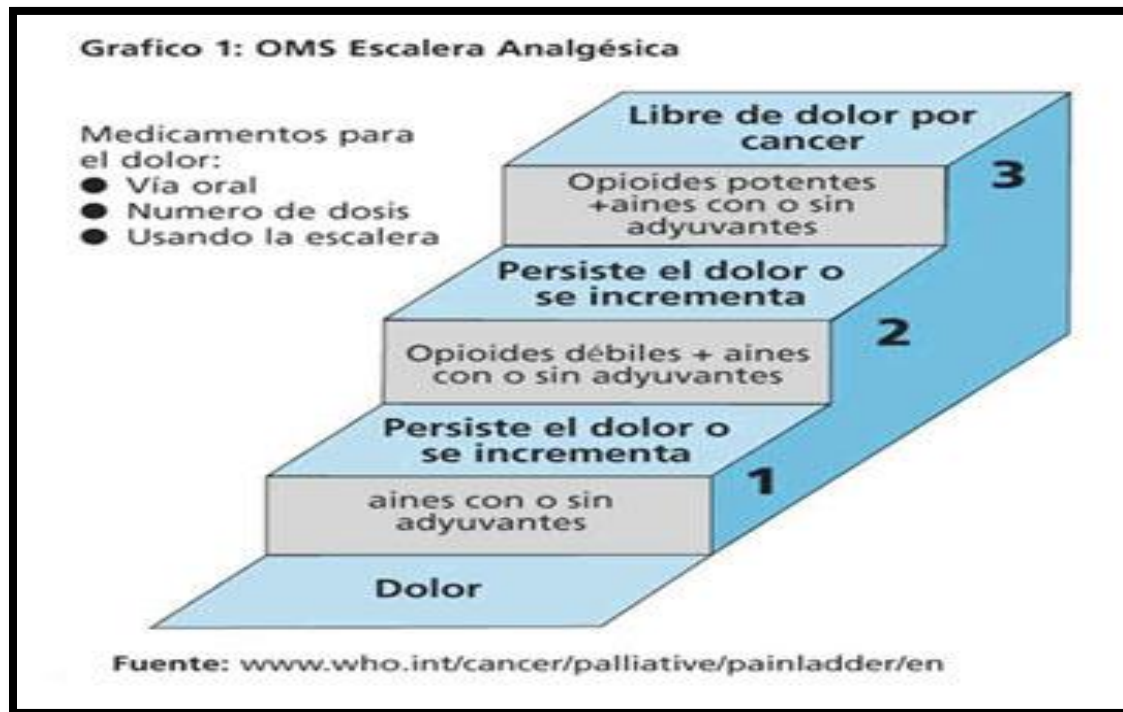 Grafico 1: OMS Escalera Analgésica
Medicamentos para
el dolor:
● Vía oral
● Numero de dosis
● Usando la escalera
Libre de dolor por
cancer
3
Opioides potentes
+aines con o sin
adyuvantes
Persiste el dolor o
se incrementa
2
Opioides débiles + aines
con o sin adyuvantes
Persiste el dolor o
se incrementa
1
aines con o sin
adyuvantes
Dolor
Fuente: www.who.int/cancer/palliative/painladder/en